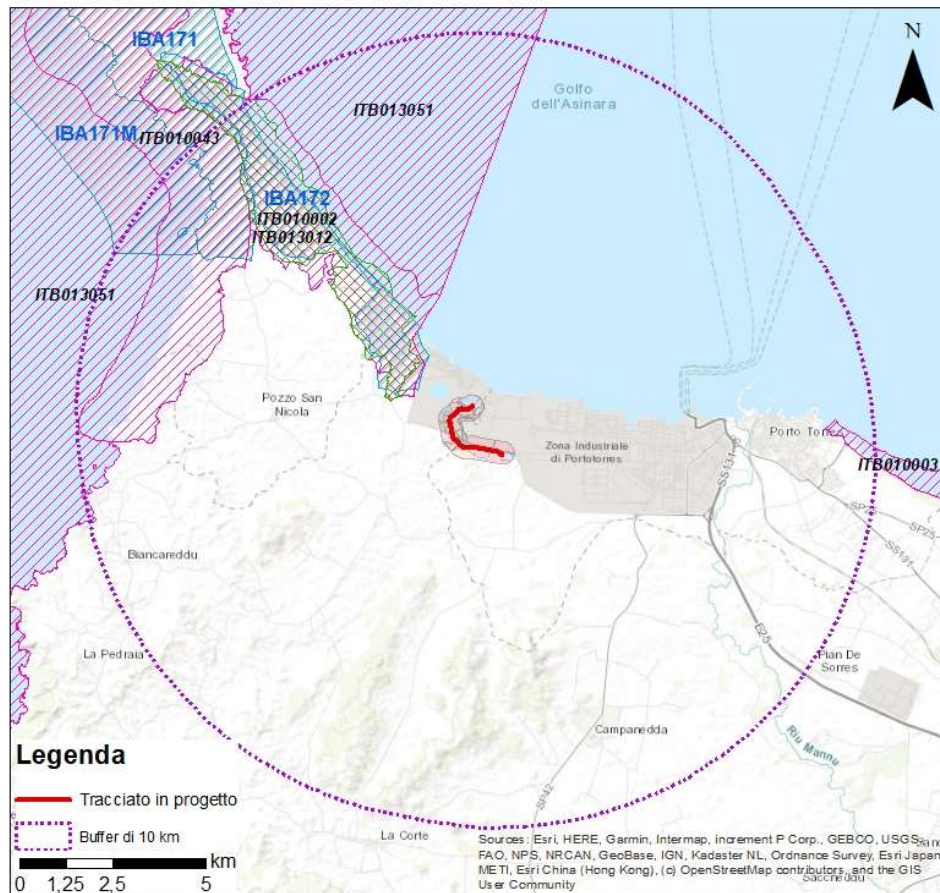 IBA171
N
Golfo
dell'Asinara
ITB013051
IBA171M
ITB010043
IBA172
ITB010002
ITB013012
ITB013051
Pozzo San
Nicola
Zona Industriale
di Portotorres
Porto Torres
ITB010003
SS131
SP25
SS131
Biancareddu
E25
La Pedraia
Pian De
Sorres
Campanedda
Riu Mannu
Legenda
Tracciato in progetto
Buffer di 10 km
SP42
La Corte
km
0 1,25 2,5 5
Sources: Esri, HERE, Garmin, Intermap, increment P Corp., GEBCO, USGS,
FAO, NPS, NRCAN, GeoBase, IGN, Kadaster NL, Ordnance Survey, Esri Japan,
METI, Esri China (Hong Kong), (c) OpenStreetMap contributors, and the GIS
User Community